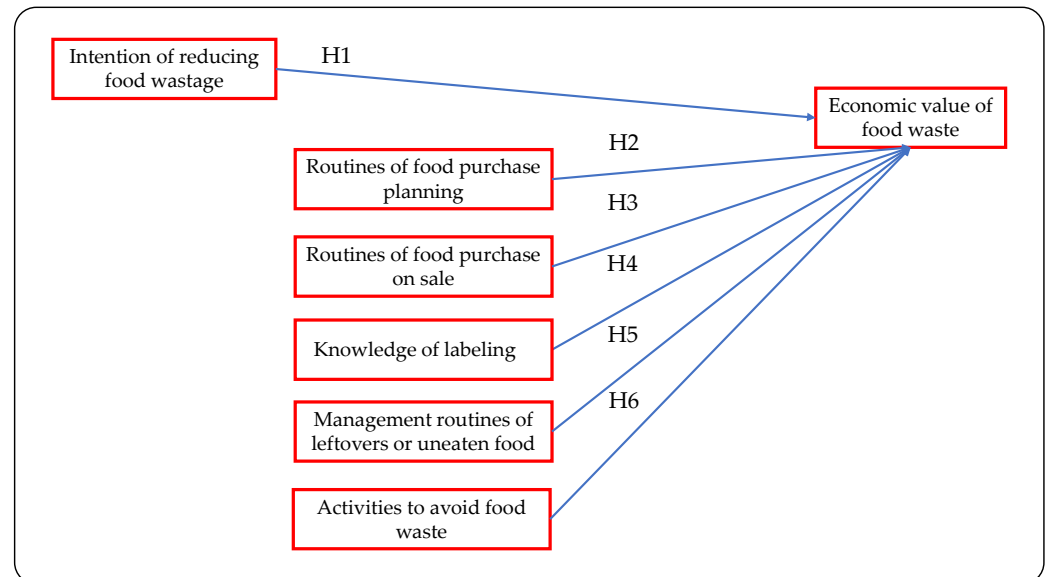 Intention of reducing
food wastage
H1
Economic value of
food waste
H2
Routines of food purchase
planning
H3
Routines of food purchase
on sale
H4
Knowledge of labeling
H5
Management routines of
leftovers or uneaten food
H6
Activities to avoid food
waste